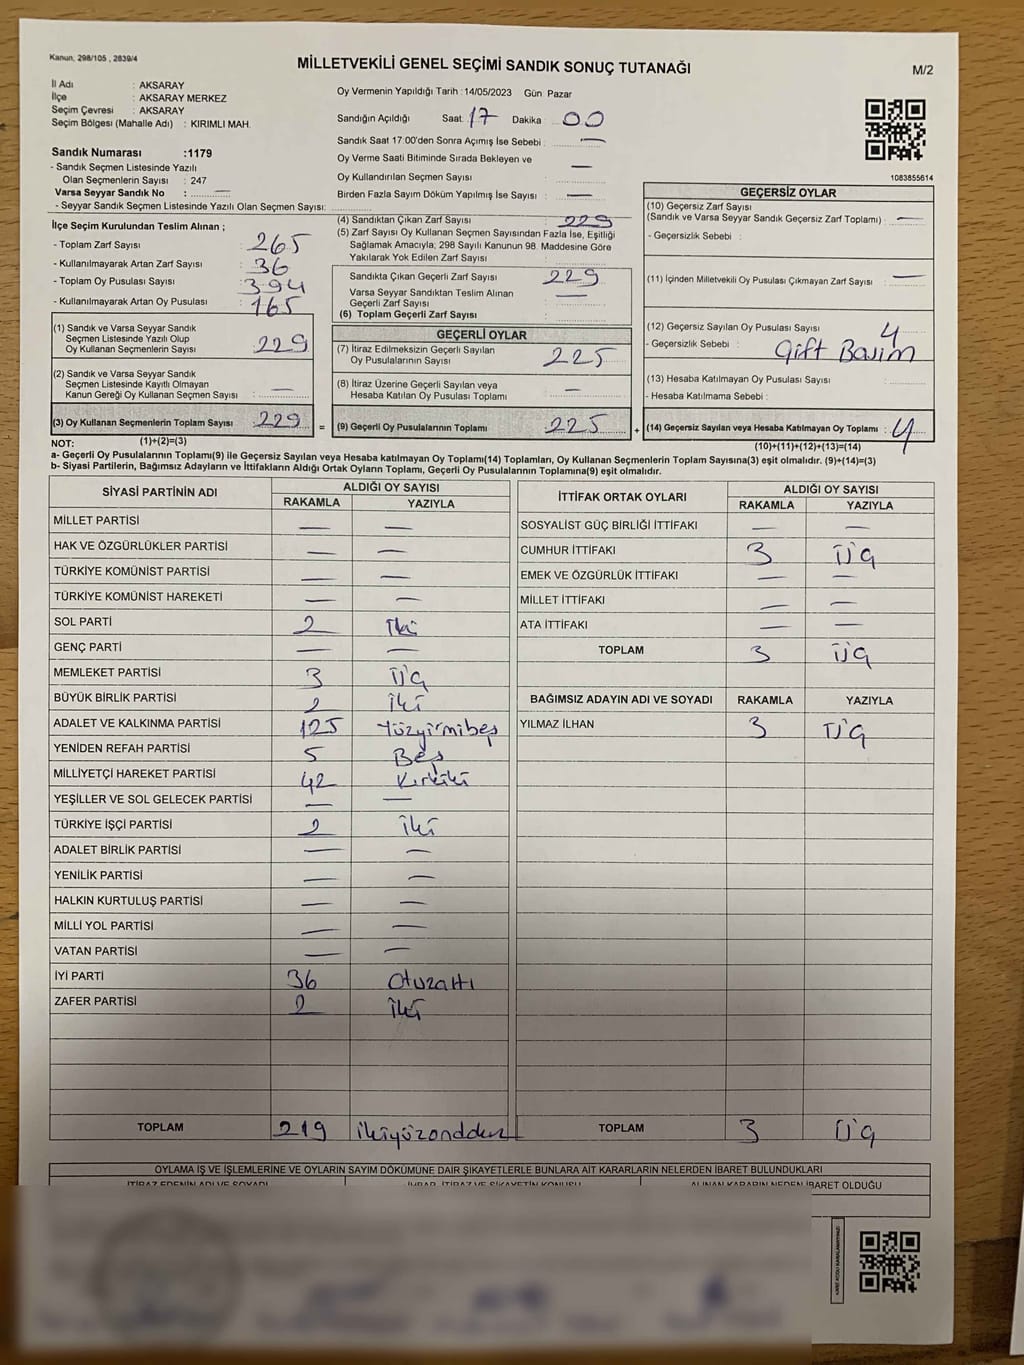 Kanun, 298/105 , 2839/4
MİLLETVEKİLİ GENEL SEÇİMİ SANDIK SONUÇ TUTANAĞI
M/2
İl Adı : AKSARAY
İlçe : AKSARAY MERKEZ
Seçim Çevresi : AKSARAY
Seçim Bölgesi (Mahalle Adı) : KIRIMLI MAH.
Sandık Numarası :1179
- Sandık Seçmen Listesinde Yazılı
Olan Seçmenlerin Sayısı : 247
Varsa Seyyar Sandık No : —
- Seyyar Sandık Seçmen Listesinde Yazılı Olan Seçmen Sayısı:
İlçe Seçim Kurulundan Teslim Alınan ;
- Toplam Zarf Sayısı : 265
- Kullanılmayarak Artan Zarf Sayısı : 36
- Toplam Oy Pusulası Sayısı : 394
- Kullanılmayarak Artan Oy Pusulası : 165
(1) Sandık ve Varsa Seyyar Sandık
Seçmen Listesinde Yazılı Olup
Oy Kullanan Seçmenlerin Sayısı : 229
(2) Sandık ve Varsa Seyyar Sandık
Seçmen Listesinde Kayıtlı Olmayan
Kanun Gereği Oy Kullanan Seçmen Sayısı : —
(3) Oy Kullanan Seçmenlerin Toplam Sayısı : 229
Oy Vermenin Yapıldığı Tarih :14/05/2023 Gün Pazar
Sandığın Açıldığı Saat: 17 Dakika : 00
Sandık Saat 17:00'den Sonra Açımış İse Sebebi : —
Oy Verme Saati Bitiminde Sırada Bekleyen ve
Oy Kullandırılan Seçmen Sayısı : —
Birden Fazla Sayım Döküm Yapılmış İse Sayısı : —
(4) Sandıktan Çıkan Zarf Sayısı : 229
(5) Zarf Sayısı Oy Kullanan Seçmen Sayısından Fazla İse, Eşitliği
Sağlamak Amacıyla; 298 Sayılı Kanunun 98. Maddesine Göre
Yakılarak Yok Edilen Zarf Sayısı :
Sandıkta Çıkan Geçerli Zarf Sayısı : 229
Varsa Seyyar Sandıktan Teslim Alınan
Geçerli Zarf Sayısı : —
(6) Toplam Geçerli Zarf Sayısı :
GEÇERLİ OYLAR
(7) İtiraz Edilmeksizin Geçerli Sayılan
Oy Pusulalarının Sayısı : 225
(8) İtiraz Üzerine Geçerli Sayılan veya
Hesaba Katılan Oy Pusulası Toplamı : —
= (9) Geçerli Oy Pusulalarının Toplamı : 225
1083855614
GEÇERSİZ OYLAR
(10) Geçersiz Zarf Sayısı
(Sandık ve Varsa Seyyar Sandık Geçersiz Zarf Toplamı) : —
- Geçersizlik Sebebi :
(11) İçinden Milletvekili Oy Pusulası Çıkmayan Zarf Sayısı : —
(12) Geçersiz Sayılan Oy Pusulası Sayısı : 4
- Geçersizlik Sebebi : Çift Basim
(13) Hesaba Katılmayan Oy Pusulası Sayısı :
- Hesaba Katılmama Sebebi :
+ (14) Geçersiz Sayılan veya Hesaba Katılmayan Oy Toplamı : 4
NOT: (1)+(2)=(3)
(10)+(11)+(12)+(13)=(14)
a- Geçerli Oy Pusulalarının Toplamı(9) ile Geçersiz Sayılan veya Hesaba katılmayan Oy Toplamı(14) Toplamları, Oy Kullanan Seçmenlerin Toplam Sayısına(3) eşit olmalıdır. (9)+(14)=(3)
b- Siyasi Partilerin, Bağımsız Adayların ve İttifakların Aldığı Ortak Oyların Toplamı, Geçerli Oy Pusulalarının Toplamına(9) eşit olmalıdır.
SİYASİ PARTİNİN ADI ALDIĞI OY SAYISI
RAKAMLA YAZIYLA
MİLLET PARTİSİ — —
HAK VE ÖZGÜRLÜKLER PARTİSİ — —
TÜRKİYE KOMÜNİST PARTİSİ — —
TÜRKİYE KOMÜNİST HAREKETİ — —
SOL PARTİ 2 İki
GENÇ PARTİ — —
MEMLEKET PARTİSİ 3 Üç
BÜYÜK BİRLİK PARTİSİ 2 İki
ADALET VE KALKINMA PARTİSİ 125 Yüzyirmibeş
YENİDEN REFAH PARTİSİ 5 Beş
MİLLİYETÇİ HAREKET PARTİSİ 42 Kırkiki
YEŞİLLER VE SOL GELECEK PARTİSİ — —
TÜRKİYE İŞÇİ PARTİSİ 2 İki
ADALET BİRLİK PARTİSİ — —
YENİLİK PARTİSİ — —
HALKIN KURTULUŞ PARTİSİ — —
MİLLİ YOL PARTİSİ — —
VATAN PARTİSİ — —
İYİ PARTİ 36 Otuzaltı
ZAFER PARTİSİ 2 İki
TOPLAM 219 ikiyüzondokuz
İTTİFAK ORTAK OYLARI ALDIĞI OY SAYISI
RAKAMLA YAZIYLA
SOSYALİST GÜÇ BİRLİĞİ İTTİFAKI — —
CUMHUR İTTİFAKI 3 Üç
EMEK VE ÖZGÜRLÜK İTTİFAKI — —
MİLLET İTTİFAKI — —
ATA İTTİFAKI — —
TOPLAM 3 Üç
BAĞIMSIZ ADAYIN ADI VE SOYADI RAKAMLA YAZIYLA
YILMAZ İLHAN 3 Üç
TOPLAM 3 Üç
OYLAMA İŞ VE İŞLEMLERİNE VE OYLARIN SAYIM DÖKÜMÜNE DAİR ŞİKAYETLERLE BUNLARA AİT KARARLARIN NELERDEN İBARET BULUNDUKLARI
İTİRAZ EDENİN ADI VE SOYADI İHBAR, İTİRAZ VE ŞİKAYETİN KONUSU ALINAN KARARIN NEDEN İBARET OLDUĞU